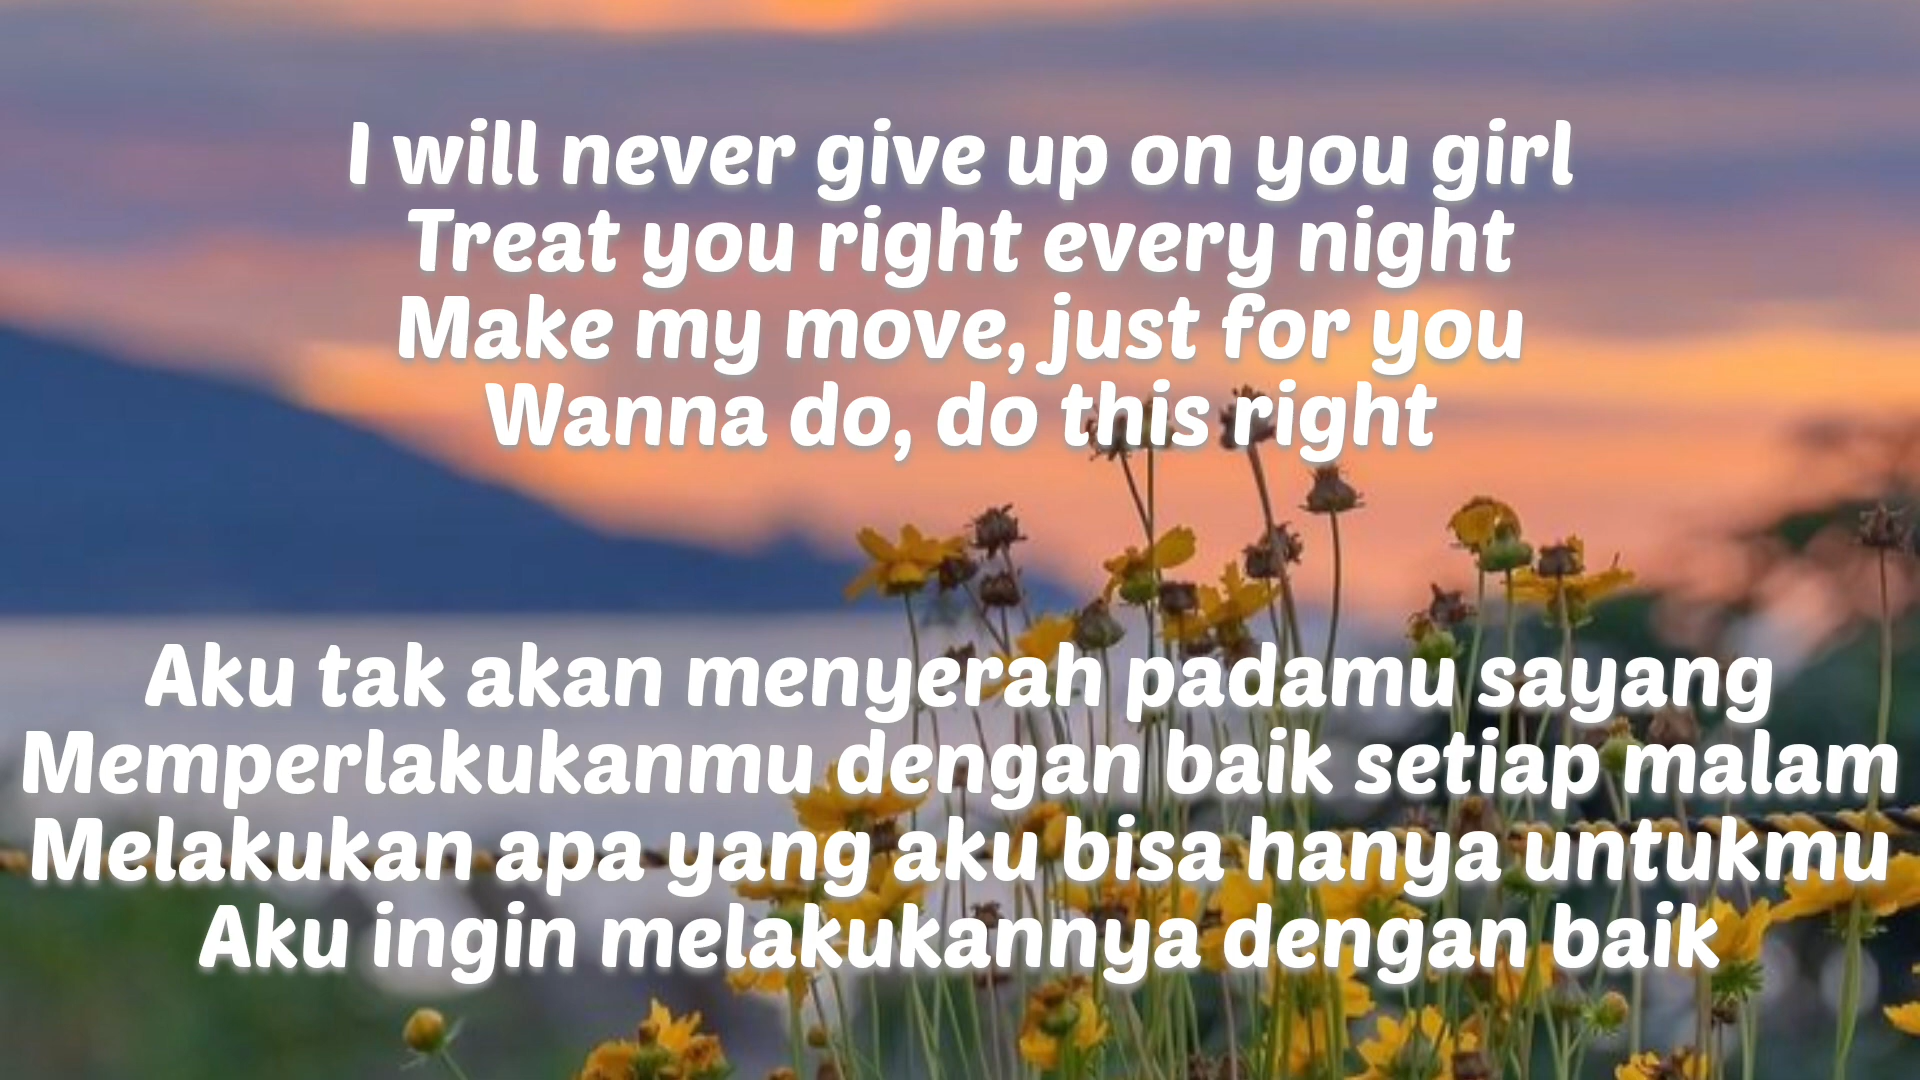 I will never give up on you girl
Treat you right every night
Make my move, just for you
Wanna do, do this right
Aku tak akan menyerah padamu sayang
Memperlakukanmu dengan baik setiap malam
Melakukan apa yang aku bisa hanya untukmu
Aku ingin melakukannya dengan baik